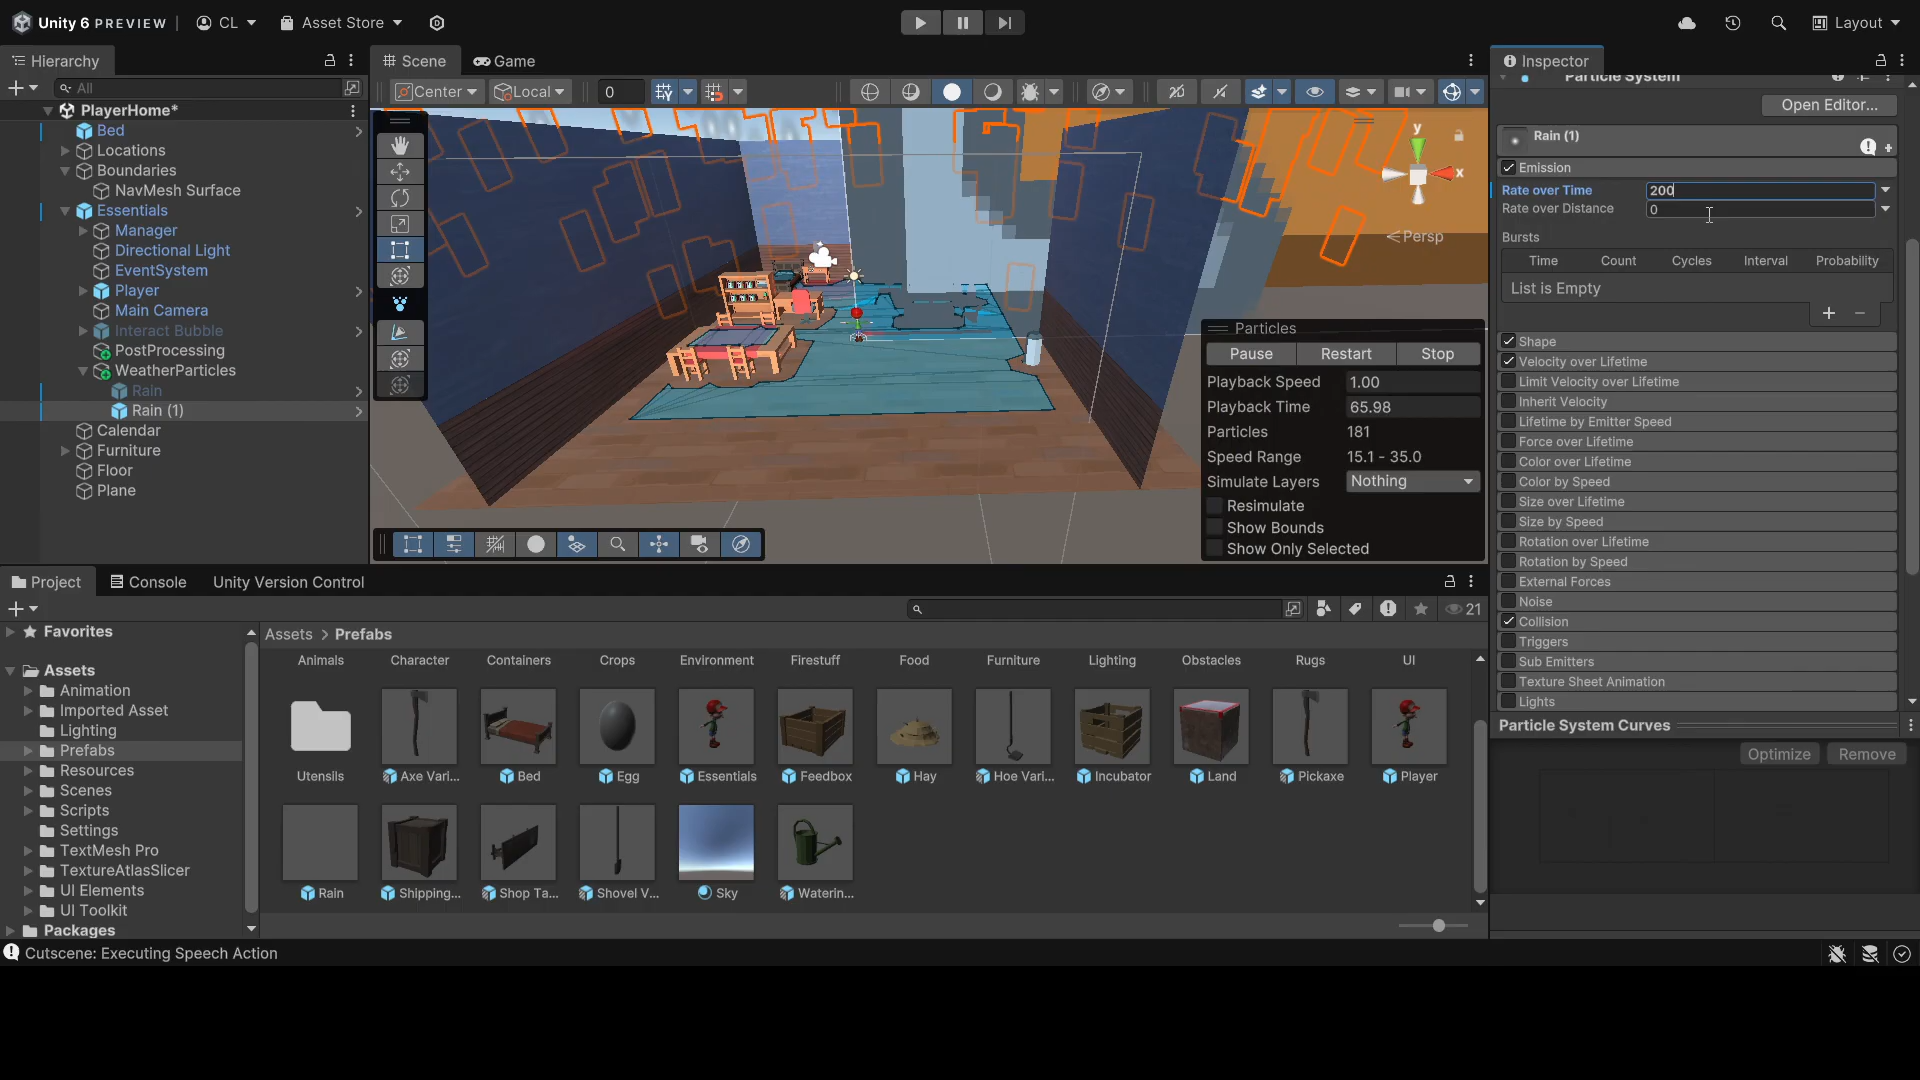 Unity 6 PREVIEW
CL
Asset Store
Layout
Hierarchy
Scene
Game
Inspector
All
Center
Local
0
Particle System
Open Editor...
PlayerHome*
Bed
Locations
Boundaries
NavMesh Surface
Essentials
Manager
Directional Light
EventSystem
Player
Main Camera
Interact Bubble
PostProcessing
WeatherParticles
Rain
Rain (1)
Calendar
Furniture
Floor
Plane
y
x
Persp
Particles
Pause
Restart
Stop
Playback Speed 1.00
Playback Time 65.98
Particles 181
Speed Range 15.1 - 35.0
Simulate Layers Nothing
Resimulate
Show Bounds
Show Only Selected
Rain (1)
Emission
Rate over Time 200
Rate over Distance 0
Bursts
Time Count Cycles Interval Probability
List is Empty
Shape
Velocity over Lifetime
Limit Velocity over Lifetime
Inherit Velocity
Lifetime by Emitter Speed
Force over Lifetime
Color over Lifetime
Color by Speed
Size over Lifetime
Size by Speed
Rotation over Lifetime
Rotation by Speed
External Forces
Noise
Collision
Triggers
Sub Emitters
Texture Sheet Animation
Lights
Particle System Curves
Optimize
Remove
Project
Console
Unity Version Control
21
Favorites
Assets
Animation
Imported Asset
Lighting
Prefabs
Resources
Scenes
Scripts
Settings
TextMesh Pro
TextureAtlasSlicer
UI Elements
UI Toolkit
Packages
Assets > Prefabs
Animals Character Containers Crops Environment Firestuff Food Furniture Lighting Obstacles Rugs UI
Utensils Axe Vari... Bed Egg Essentials Feedbox Hay Hoe Vari... Incubator Land Pickaxe Player
Rain Shipping... Shop Ta... Shovel V... Sky Waterin...
Cutscene: Executing Speech Action